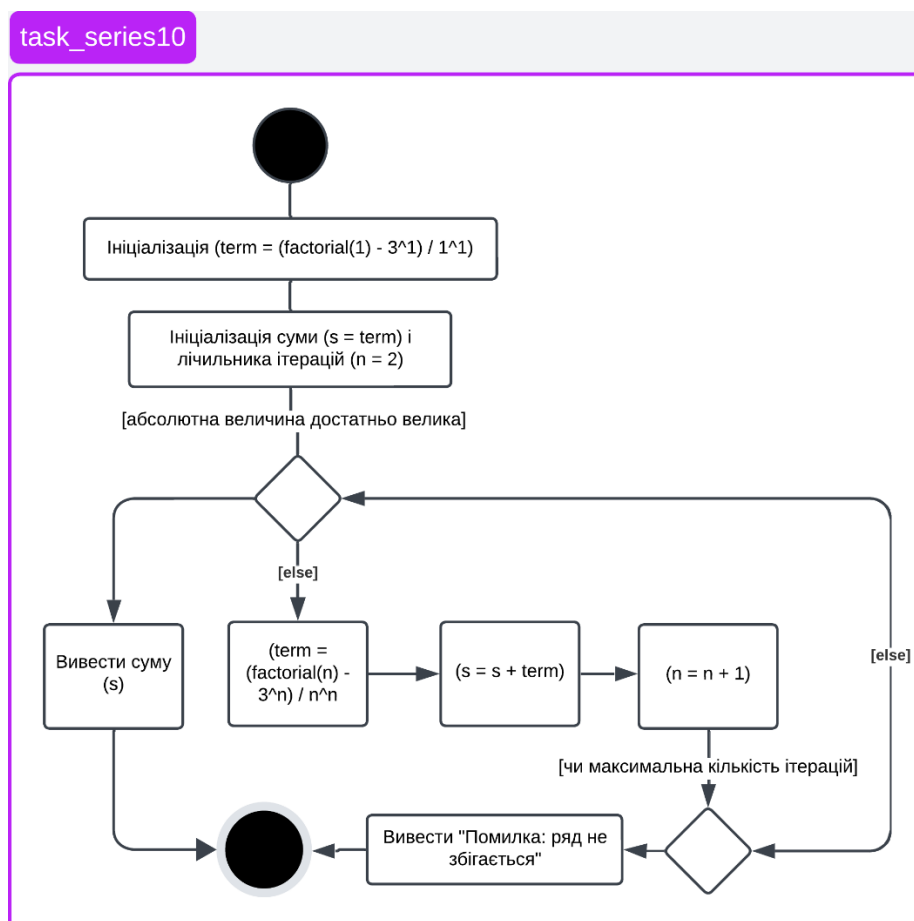 task_series10
Ініціалізація (term = (factorial(1) - 3^1) / 1^1)
Ініціалізація суми (s = term) і
лічильника ітерацій (n = 2)
[абсолютна величина достатньо велика]
[else]
Вивести суму
(s)
(term =
(factorial(n) -
3^n) / n^n
(s = s + term)
(n = n + 1)
[else]
[чи максимальна кількість ітерацій]
Вивести "Помилка: ряд не
збігається"